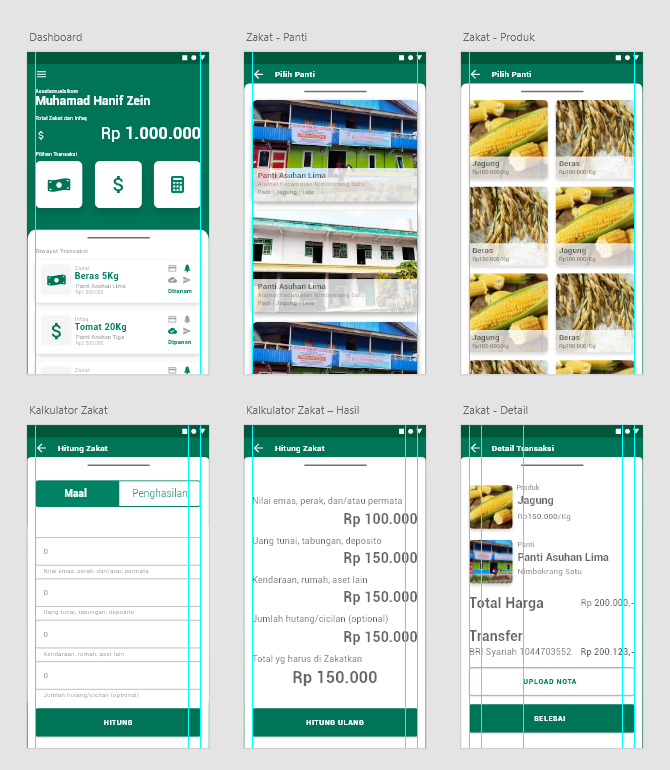 Dashboard
Assalamualaikum
Muhamad Hanif Zein
Total Zakat dan Infaq
$
Rp 1.000.000
Pilihan Transaksi
$
Riwayat Transaksi
Zakat
Beras 5Kg
Panti Asuhan Lima
Rp1.500.000
Ditanam
$
Infaq
Tomat 20Kg
Panti Asuhan Tiga
Rp2.500.000
Dipanen
Zakat
Zakat - Panti
Pilih Panti
Panti Asuhan Lima
Alamat Kecamatan Nimbokrang Satu
Padi | Jagung | Lele
Panti Asuhan Lima
Alamat Kecamatan Nimbokrang Satu
Padi | Jagung | Lele
Zakat - Produk
Pilih Panti
Jagung
Rp100.000/Kg
Beras
Rp150.000/Kg
Beras
Rp150.000/Kg
Jagung
Rp100.000/Kg
Jagung
Rp100.000/Kg
Beras
Rp150.000/Kg
Kalkulator Zakat
Hitung Zakat
Maal
Penghasilan
0
Nilai emas, perak, dan/atau permata
0
Uang tunai, tabungan, deposito
0
Kendaraan, rumah, aset lain
0
Jumlah hutang/cicilan (optional)
HITUNG
Kalkulator Zakat – Hasil
Hitung Zakat
Nilai emas, perak, dan/atau permata
Rp 100.000
Uang tunai, tabungan, deposito
Rp 150.000
Kendaraan, rumah, aset lain
Rp 150.000
Jumlah hutang/cicilan (optional)
Rp 150.000
Total yg harus di Zakatkan
Rp 150.000
HITUNG ULANG
Zakat - Detail
Detail Transaksi
Produk
Jagung
Rp150.000/Kg
Panti
Panti Asuhan Lima
Nimbokrang Satu
Total Harga
Rp 200.000,-
Transfer
BRI Syariah 1044703552
Rp 200.123,-
UPLOAD NOTA
SELESAI